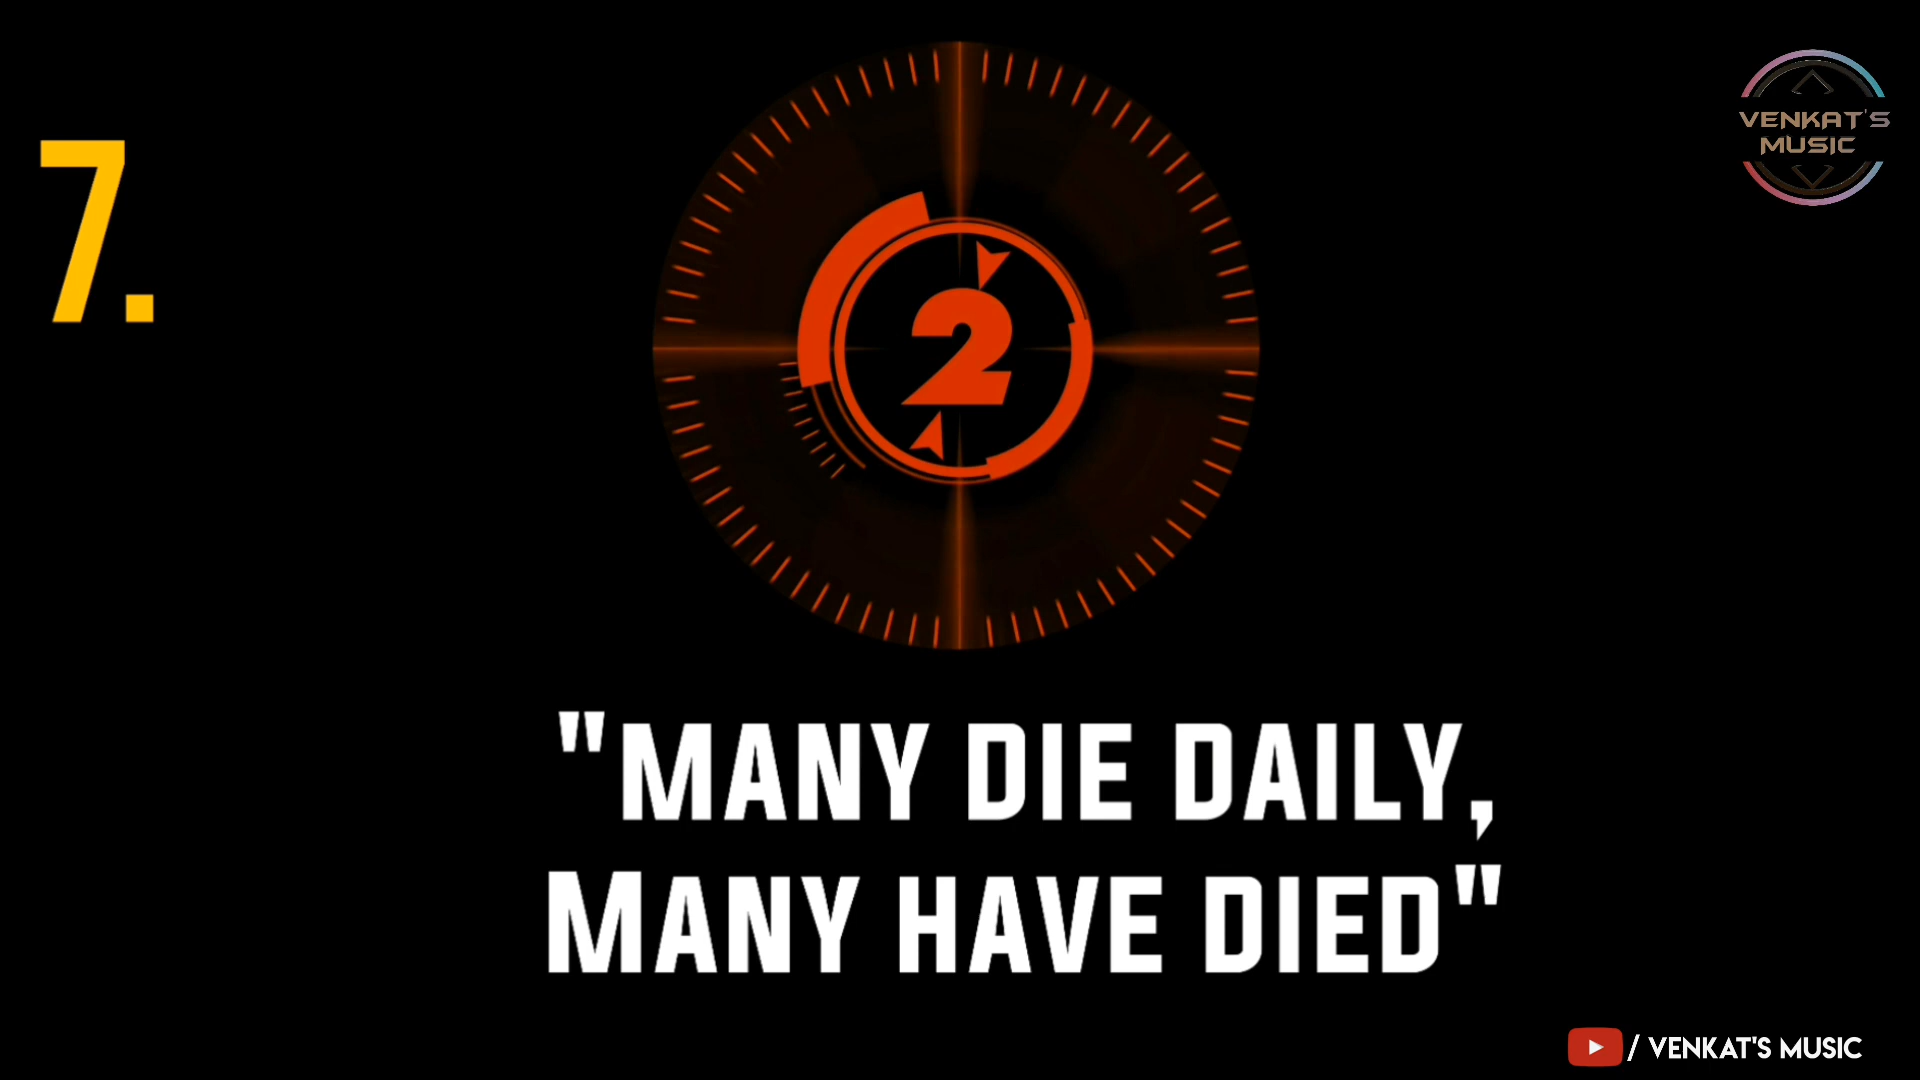 7.
VENKAT'S
MUSIC
2
"MANY DIE DAILY,
MANY HAVE DIED"
/ VENKAT'S MUSIC